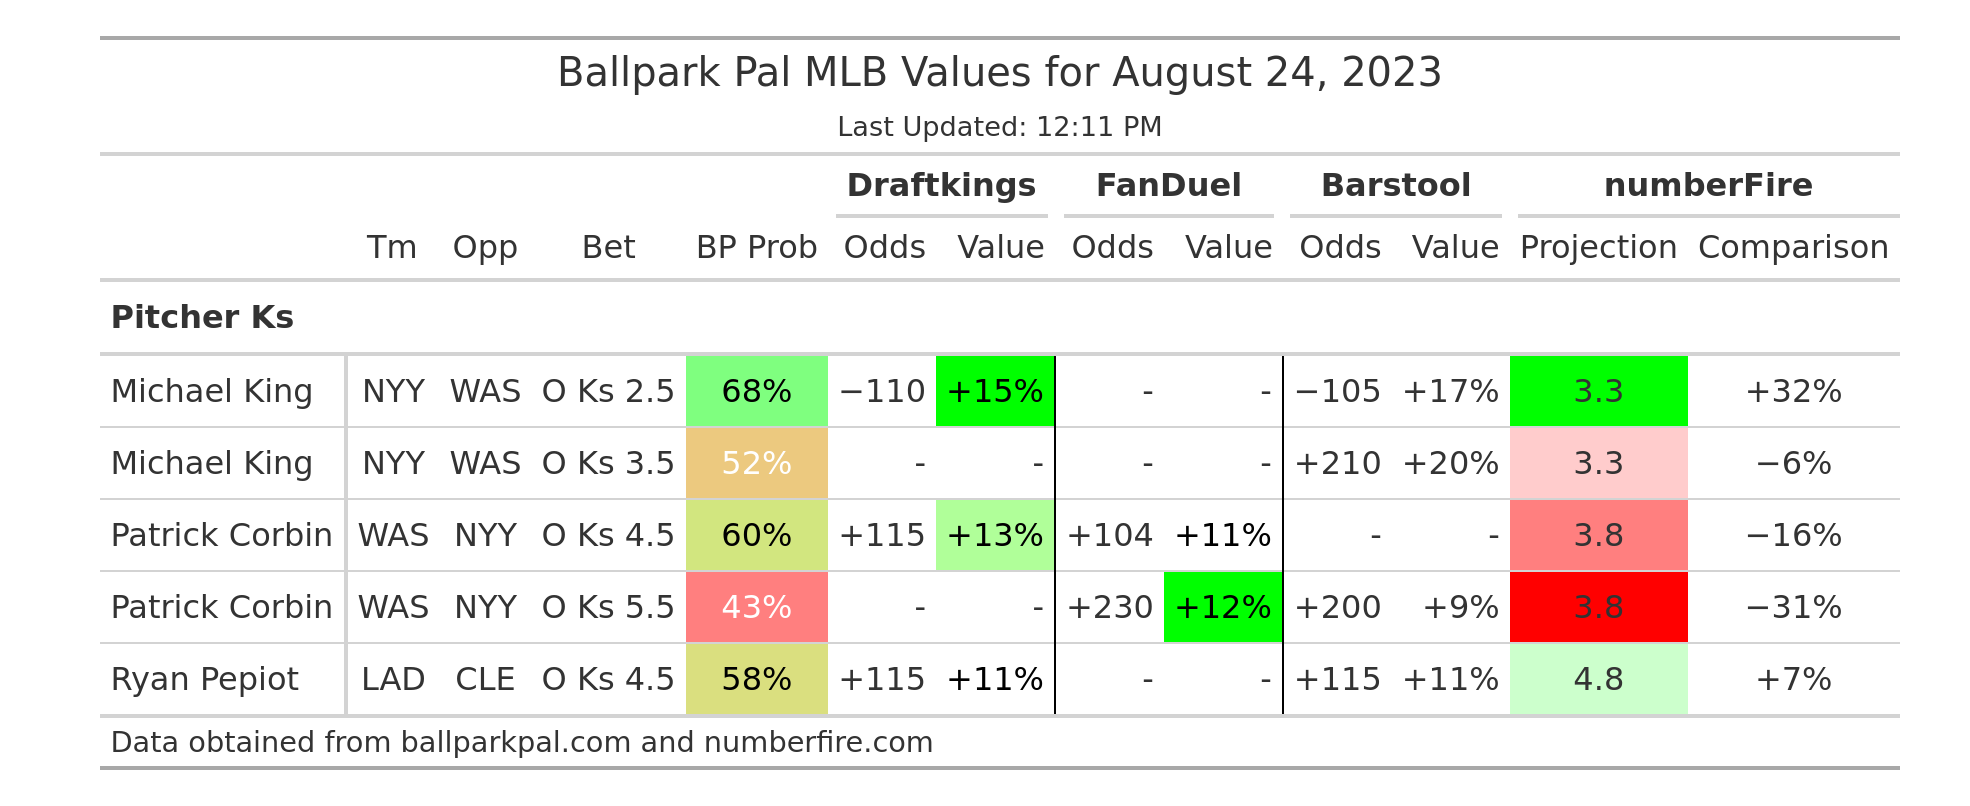 Ballpark Pal MLB Values for August 24, 2023
Last Updated: 12:11 PM
Draftkings FanDuel Barstool numberFire
Tm Opp Bet BP Prob Odds Value Odds Value Odds Value Projection Comparison
Pitcher Ks
Michael King NYY WAS O Ks 2.5 68% −110 +15% - - −105 +17% 3.3 +32%
Michael King NYY WAS O Ks 3.5 52% - - - - +210 +20% 3.3 −6%
Patrick Corbin WAS NYY O Ks 4.5 60% +115 +13% +104 +11% - - 3.8 −16%
Patrick Corbin WAS NYY O Ks 5.5 43% - - +230 +12% +200 +9% 3.8 −31%
Ryan Pepiot LAD CLE O Ks 4.5 58% +115 +11% - - +115 +11% 4.8 +7%
Data obtained from ballparkpal.com and numberfire.com